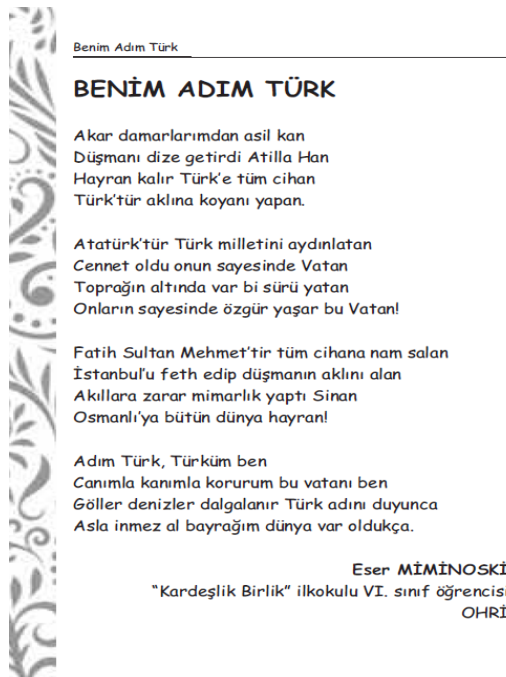 Benim Adım Türk
BENİM ADIM TÜRK
Akar damarlarımdan asil kan
Düşmanı dize getirdi Atilla Han
Hayran kalır Türk'e tüm cihan
Türk'tür aklına koyanı yapan.
Atatürk'tür Türk milletini aydınlatan
Cennet oldu onun sayesinde Vatan
Toprağın altında var bi sürü yatan
Onların sayesinde özgür yaşar bu Vatan!
Fatih Sultan Mehmet'tir tüm cihana nam salan
İstanbul'u feth edip düşmanın aklını alan
Akıllara zarar mimarlık yaptı Sinan
Osmanlı'ya bütün dünya hayran!
Adım Türk, Türküm ben
Canımla kanımla korurum bu vatanı ben
Göller denizler dalgalanır Türk adını duyunca
Asla inmez al bayrağım dünya var oldukça.
Eser MİMİNOSKİ
"Kardeşlik Birlik" ilkokulu VI. sınıf öğrencisi
OHRİ